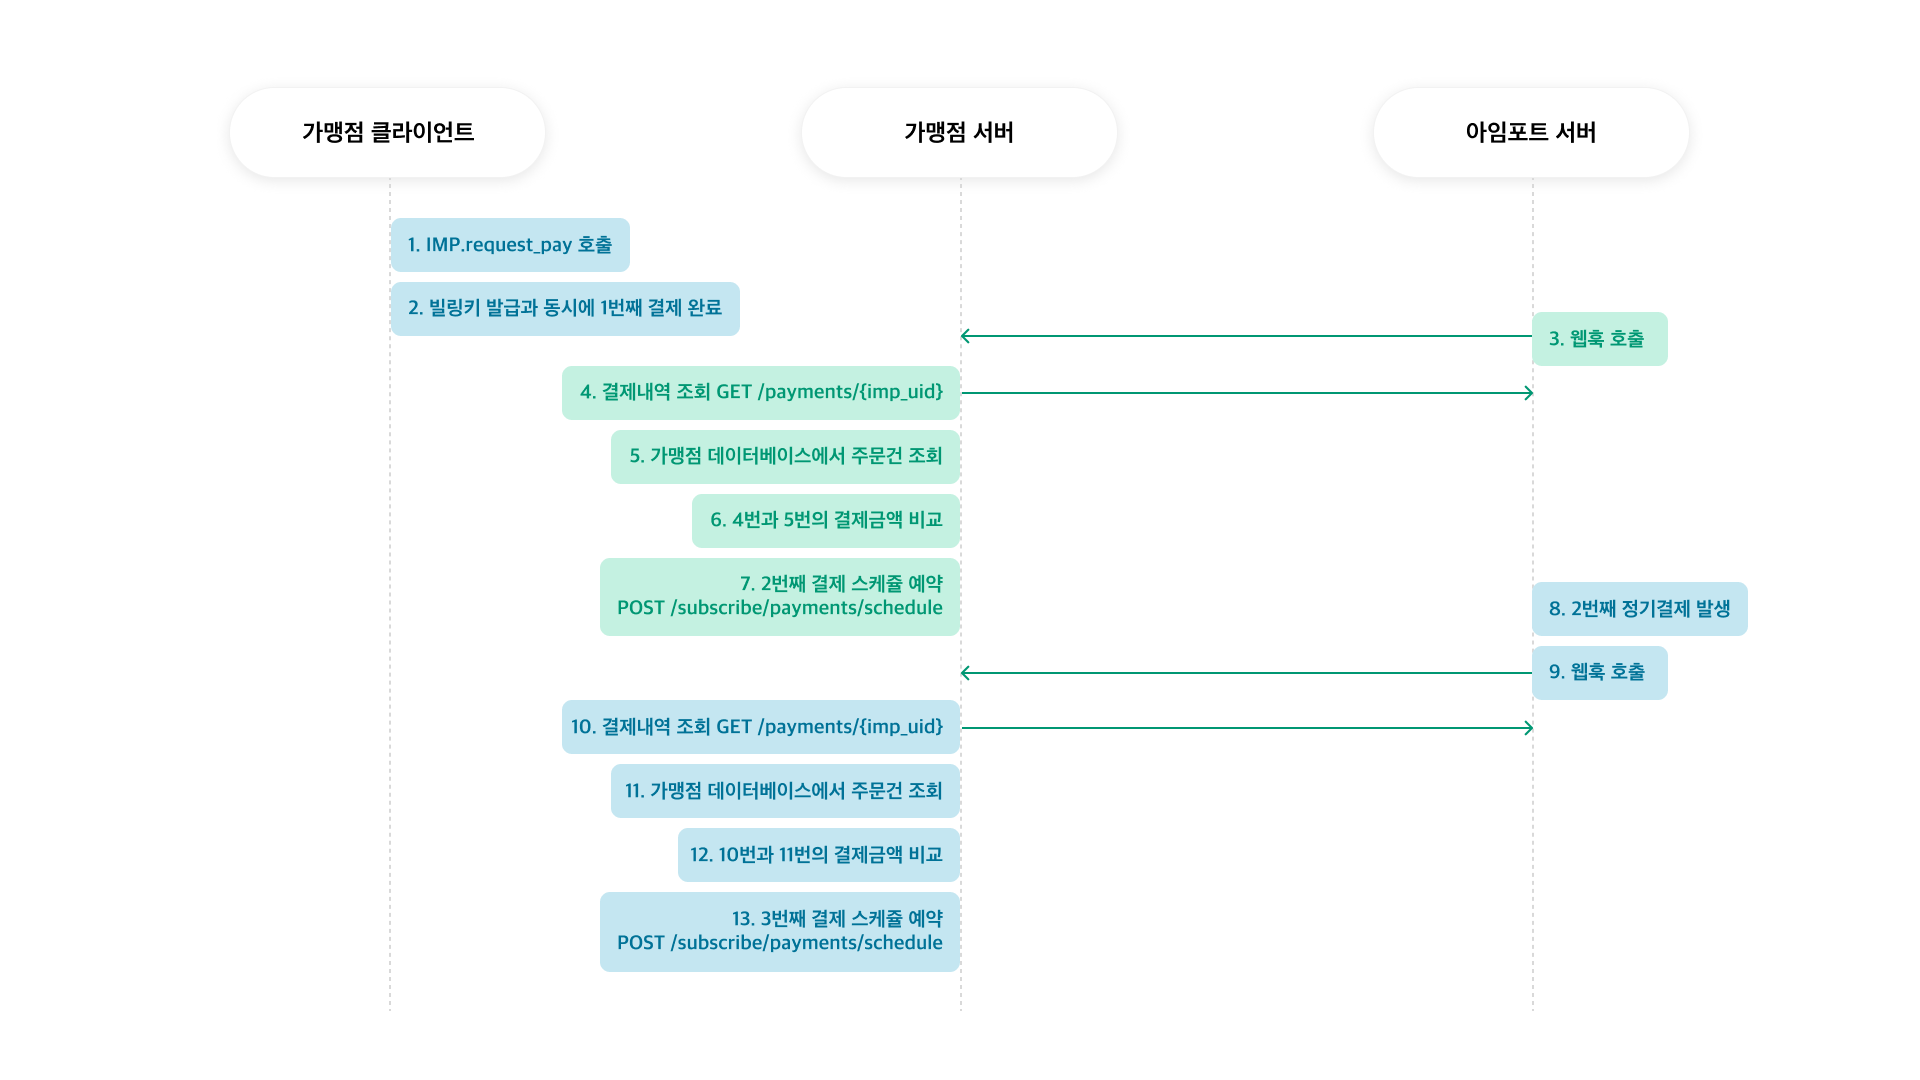 가맹점 클라이언트
가맹점 서버
아임포트 서버
1. IMP.request_pay 호출
2. 빌링키 발급과 동시에 1번째 결제 완료
3. 웹훅 호출
4. 결제내역 조회 GET /payments/{imp_uid}
5. 가맹점 데이터베이스에서 주문건 조회
6. 4번과 5번의 결제금액 비교
7. 2번째 결제 스케쥴 예약
POST /subscribe/payments/schedule
8. 2번째 정기결제 발생
9. 웹훅 호출
10. 결제내역 조회 GET /payments/{imp_uid}
11. 가맹점 데이터베이스에서 주문건 조회
12. 10번과 11번의 결제금액 비교
13. 3번째 결제 스케쥴 예약
POST /subscribe/payments/schedule